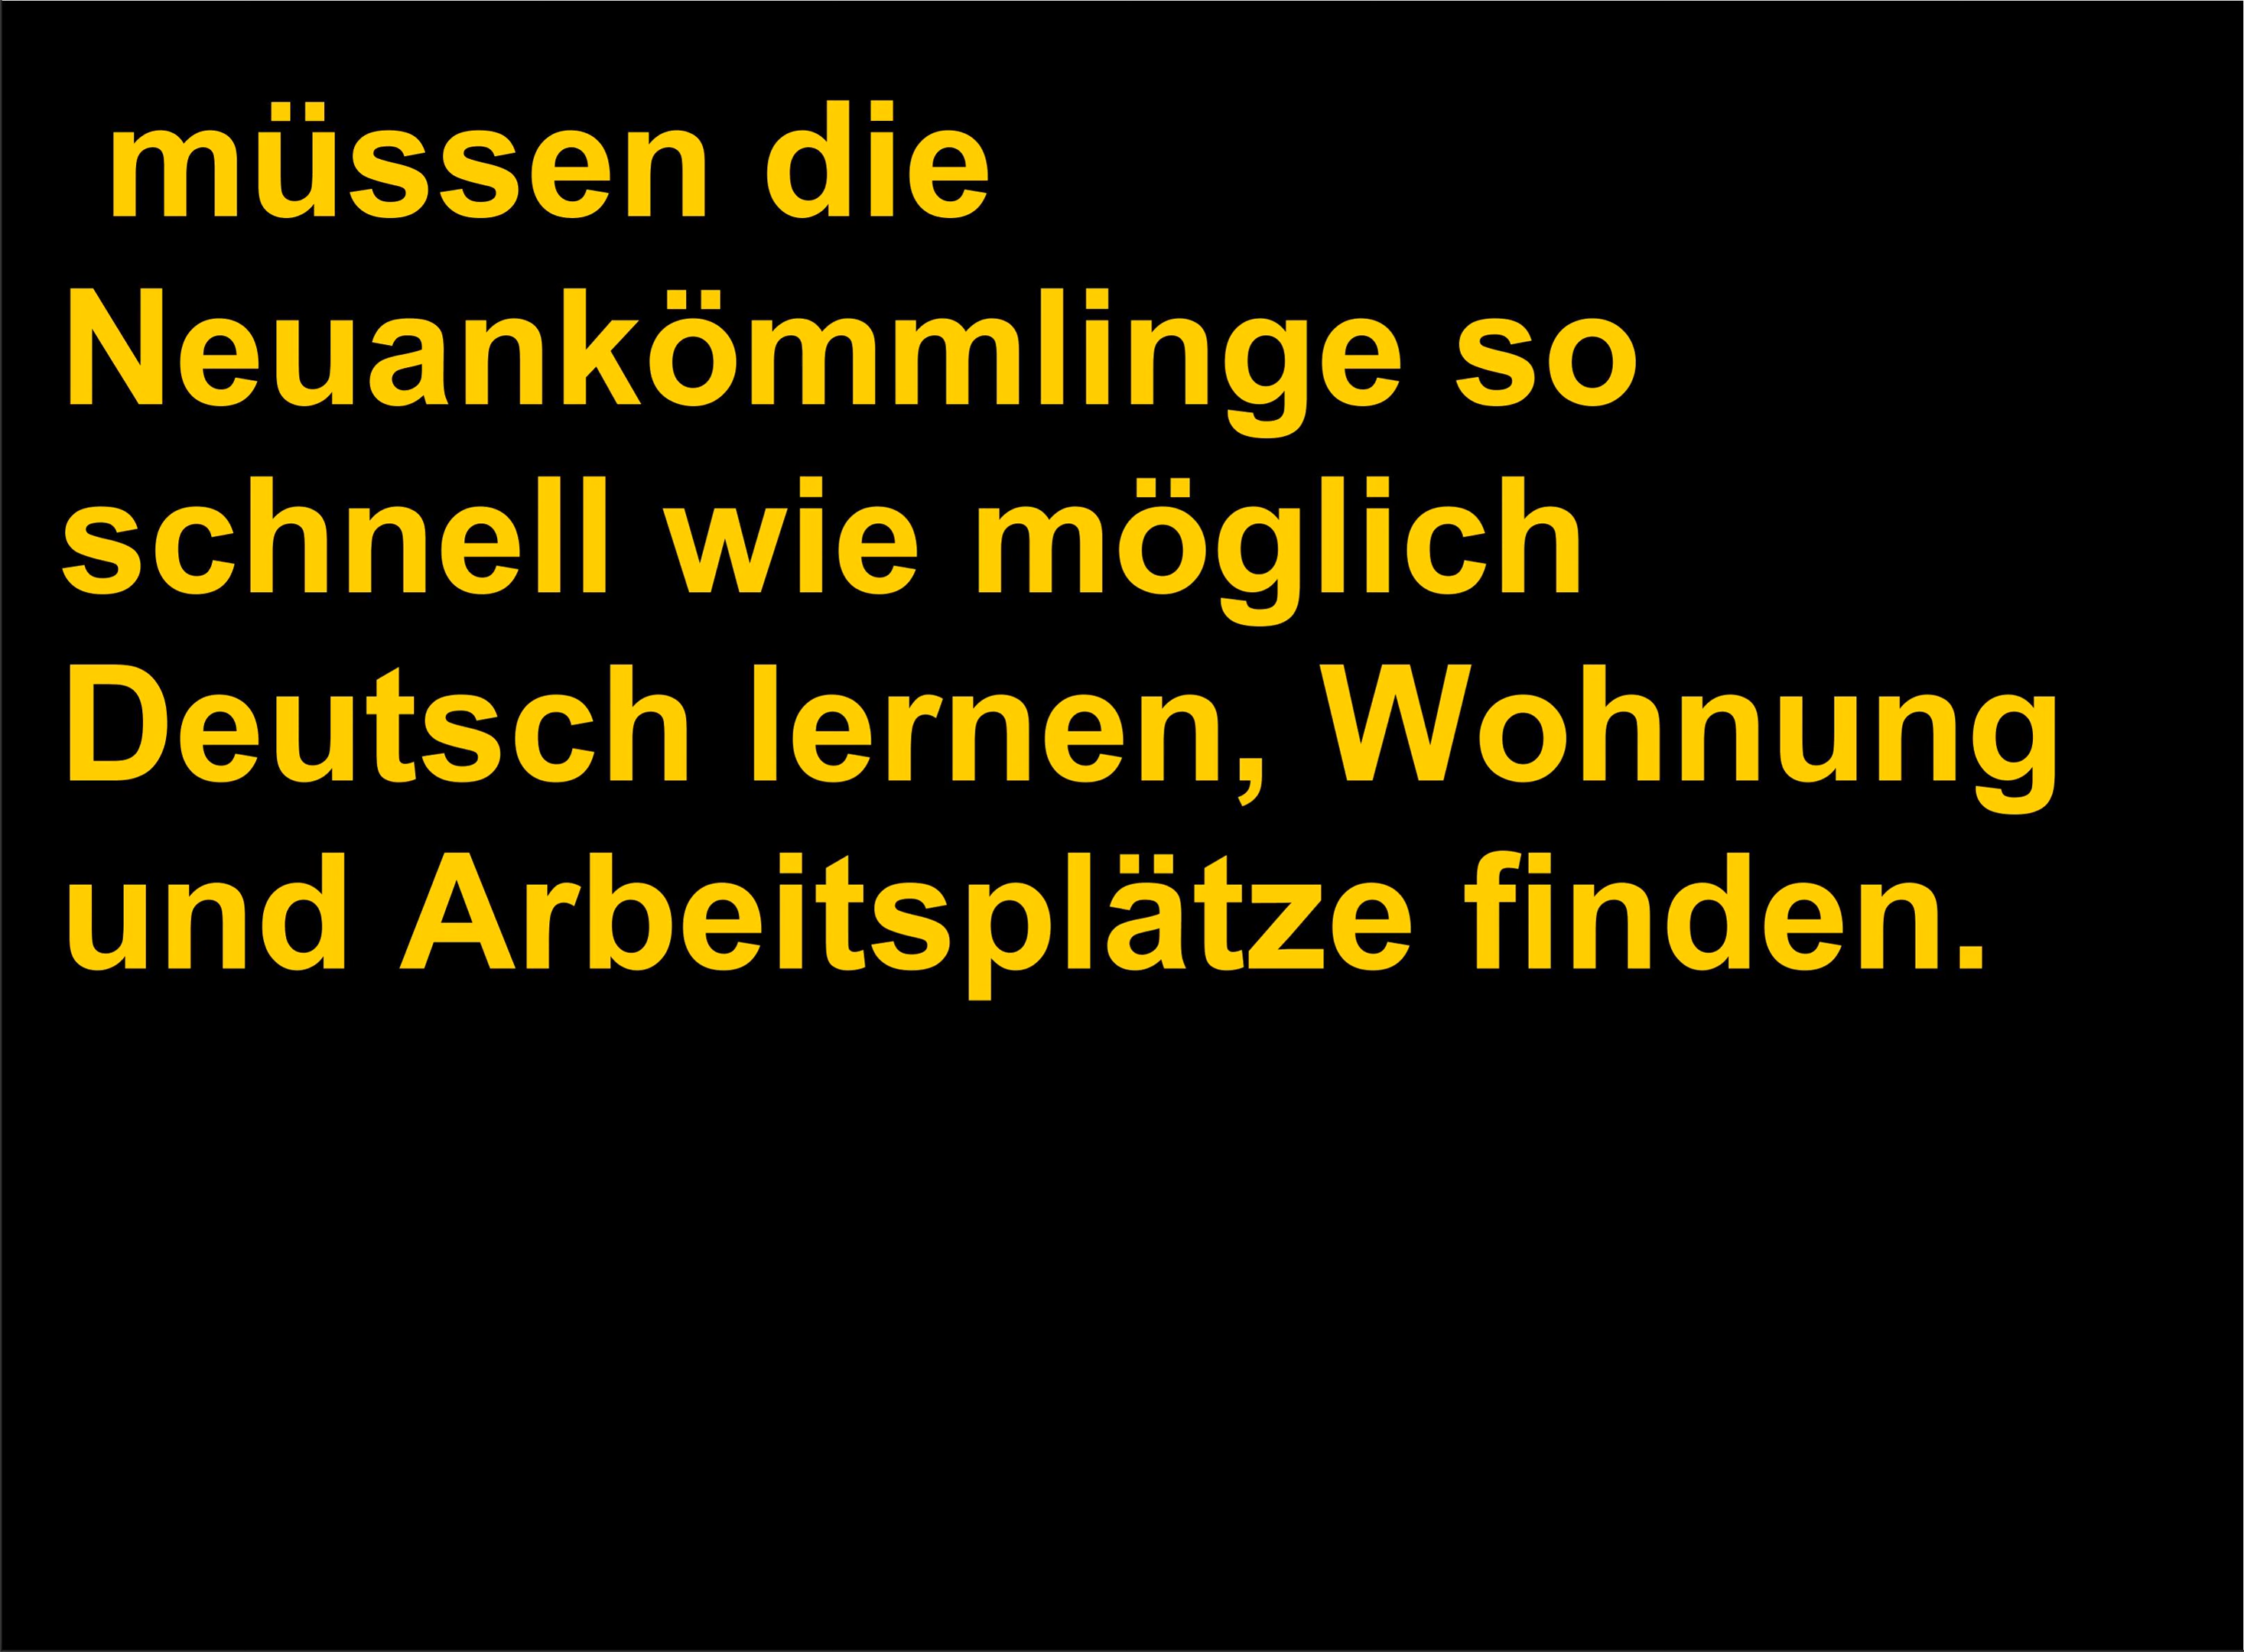 müssen die
Neuankömmlinge so
schnell wie möglich
Deutsch lernen, Wohnung
und Arbeitsplätze finden.